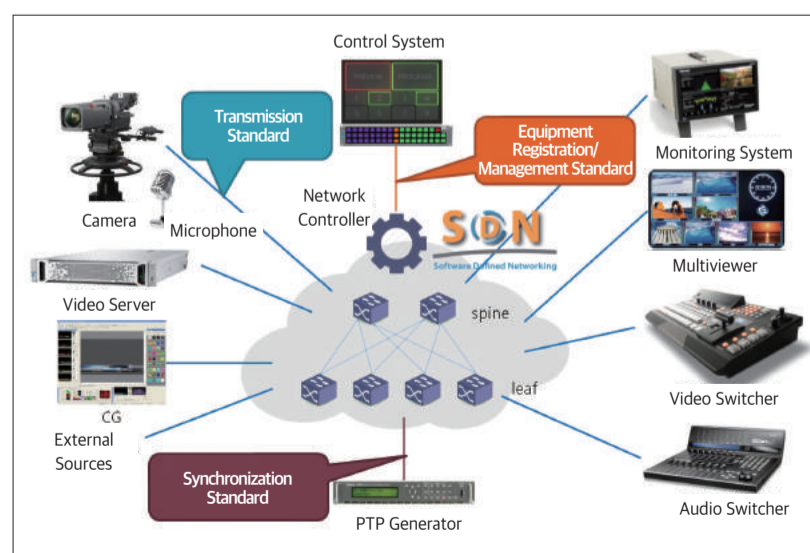 Control System
Transmission
Standard
Equipment
Registration/
Management Standard
Monitoring System
Camera
Microphone
Network
Controller
SDN
Software Defined Networking
Multiviewer
Video Server
spine
CG
leaf
Video Switcher
External
Sources
Synchronization
Standard
PTP Generator
Audio Switcher